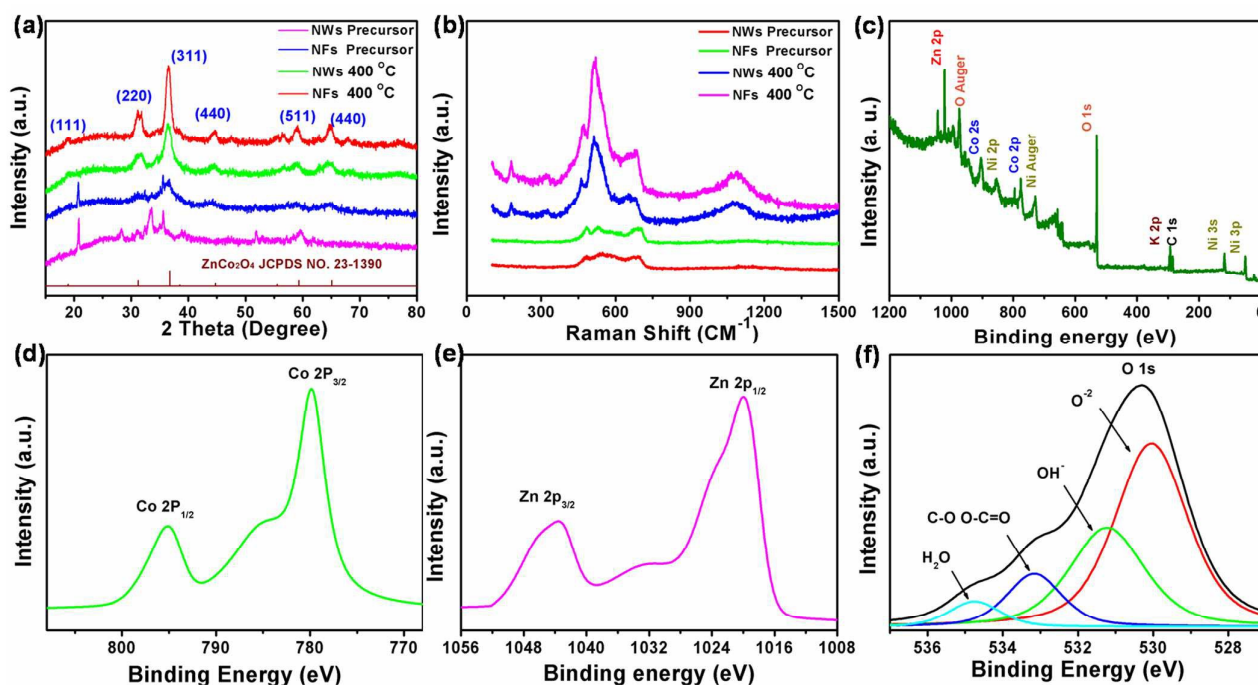 (a)
NWs Precursor
NFs Precursor
NWs 400 °C
NFs 400 °C
(111)
(220)
(311)
(440)
(511)
(440)
ZnCo₂O₄ JCPDS NO. 23-1390
Intensity (a.u.)
20 30 40 50 60 70 80
2 Theta (Degree)
(b)
NWs Precursor
NFs Precursor
NWs 400 °C
NFs 400 °C
Intensity (a.u.)
0 300 600 900 1200 1500
Raman Shift (CM⁻¹)
(c)
Zn 2p
O Auger
Co 2s
Ni 2p
Co 2p
Ni Auger
O 1s
K 2p
C 1s
Ni 3s
Ni 3p
Intensity (a. u.)
1200 1000 800 600 400 200 0
Binding energy (eV)
(d)
Co 2P₃/₂
Co 2P₁/₂
Intensity (a.u.)
800 790 780 770
Binding Energy (eV)
(e)
Zn 2p₁/₂
Zn 2p₃/₂
Intensity (a.u.)
1056 1048 1040 1032 1024 1016 1008
Binding energy (eV)
(f)
O 1s
O⁻²
OH⁻
C-O O-C=O
H₂O
Intensity (a.u.)
536 534 532 530 528
Binding Energy (eV)